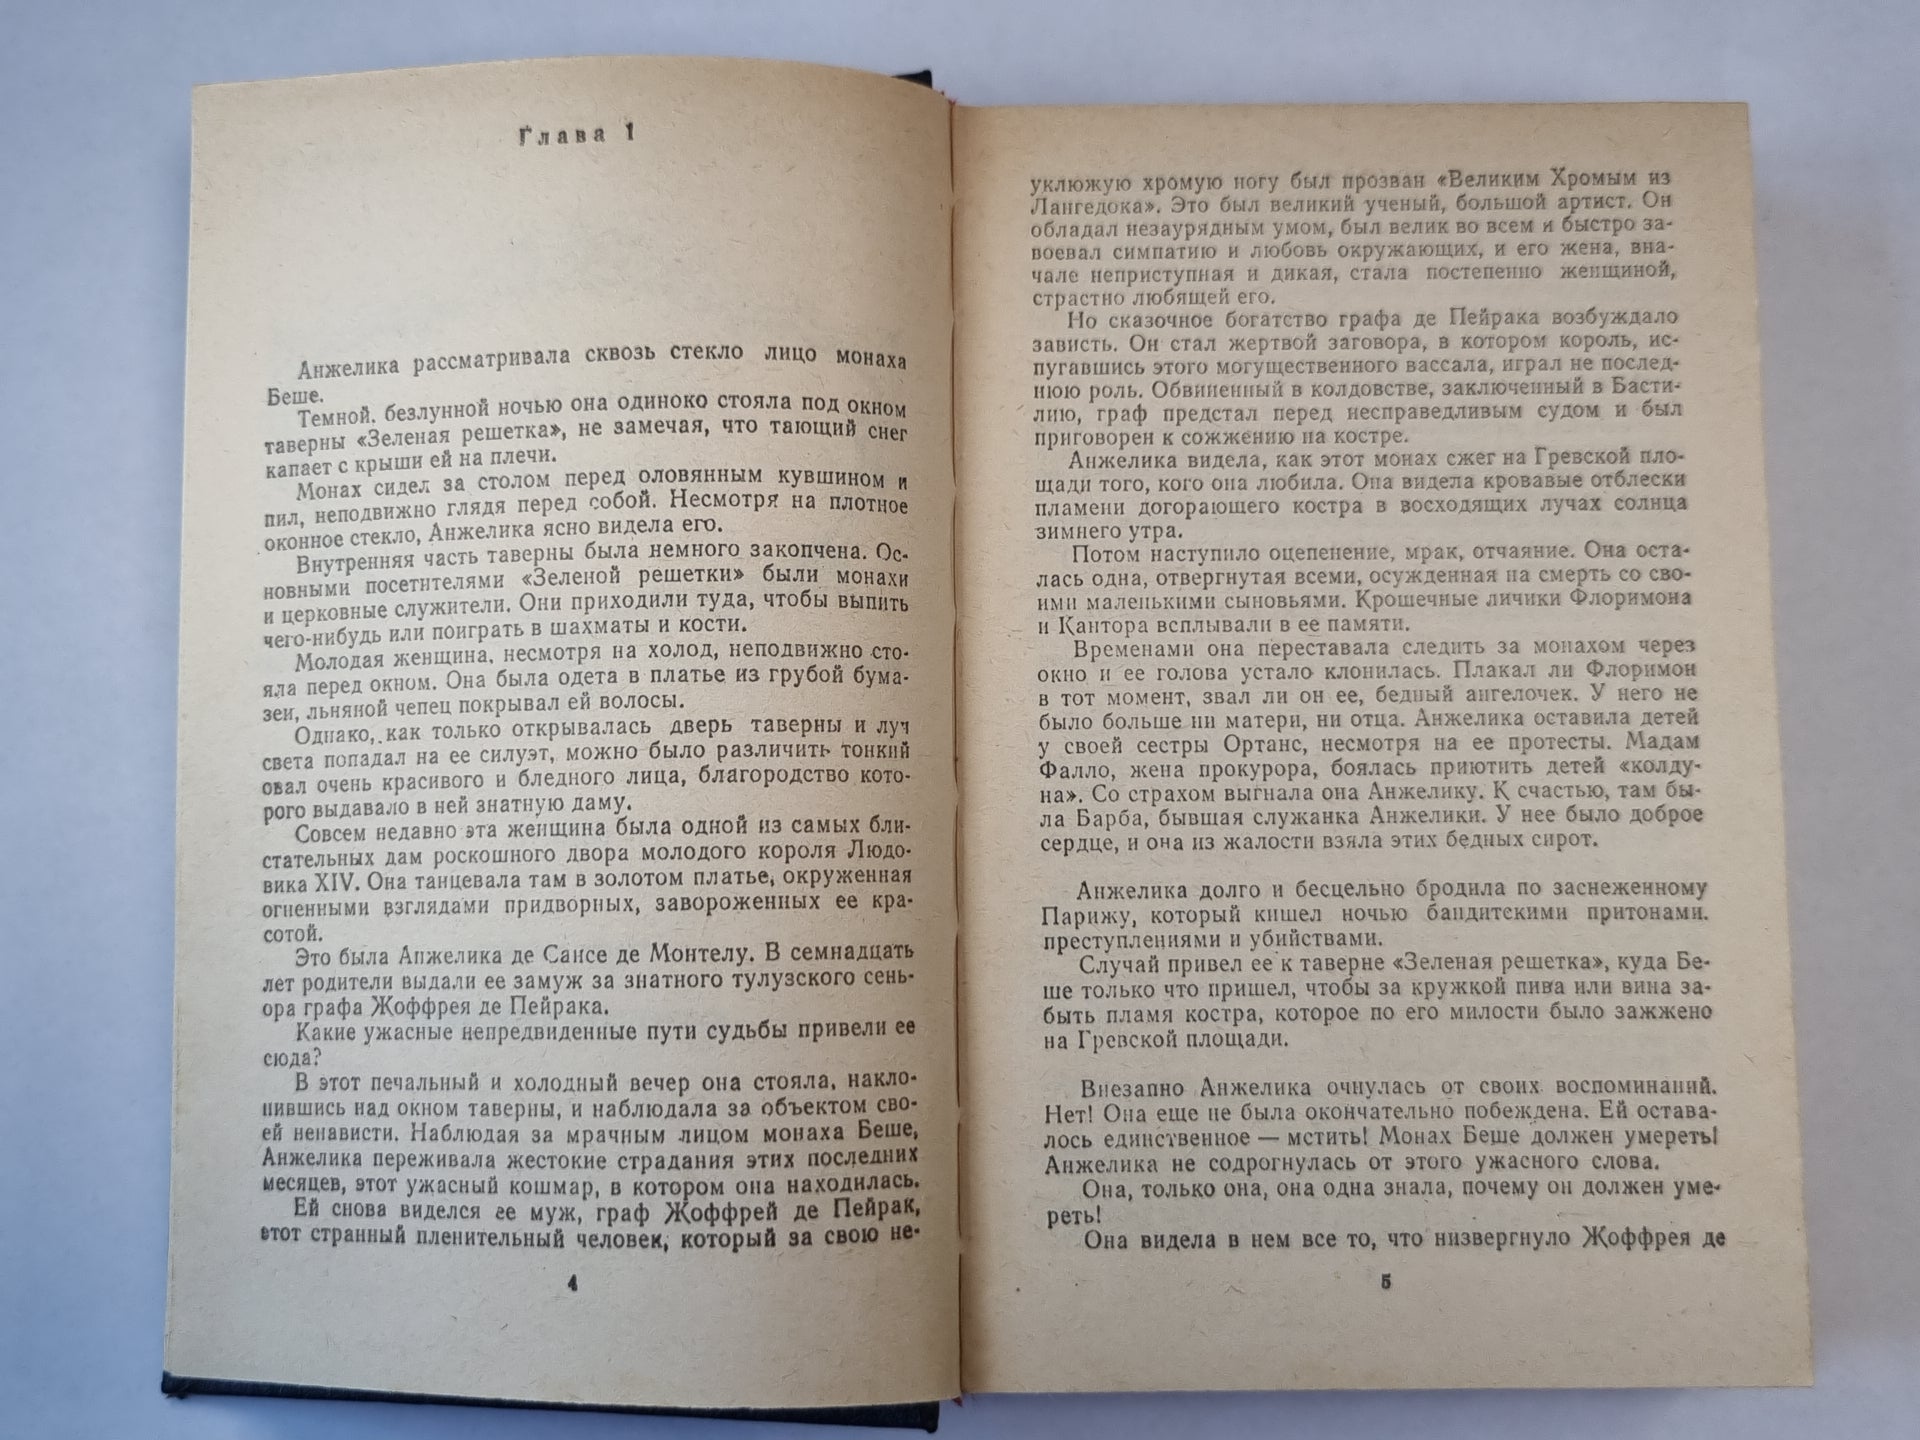 Глава 1
Анжелика рассматривала сквозь стекло лицо монаха
Беше.
Темной, безлунной ночью она одиноко стояла под окном
таверны «Зеленая решетка», не замечая, что тающий снег
капает с крыши ей на плечи.
Монах сидел за столом перед оловянным кувшином и
пил, неподвижно глядя перед собой. Несмотря на плотное
оконное стекло, Анжелика ясно видела его.
Внутренняя часть таверны была немного закопчена. Ос-
новными посетителями «Зеленой решетки» были монахи
и церковные служители. Они приходили туда, чтобы выпить
чего-нибудь или поиграть в шахматы и кости.
Молодая женщина, несмотря на холод, неподвижно сто-
яла перед окном. Она была одета в платье из грубой бума-
зеи, льняной чепец покрывал ей волосы.
Однако, как только открывалась дверь таверны и луч
света попадал на ее силуэт, можно было различить тонкий
овал очень красивого и бледного лица, благородство кото-
рого выдавало в ней знатную даму.
Совсем недавно эта женщина была одной из самых бли-
стательных дам роскошного двора молодого короля Людо-
вика XIV. Она танцевала там в золотом платье, окруженная
огненными взглядами придворных, завороженных ее кра-
сотой.
Это была Анжелика де Сансе де Монтелу. В семнадцать
лет родители выдали ее замуж за знатного тулузского сень-
ора графа Жоффрея де Пейрака.
Какие ужасные непредвиденные пути судьбы привели ее
сюда?
В этот печальный и холодный вечер она стояла, накло-
нившись над окном таверны, и наблюдала за объектом сво-
ей ненависти. Наблюдая за мрачным лицом монаха Беше,
Анжелика переживала жестокие страдания этих последних
месяцев, этот ужасный кошмар, в котором она находилась.
Ей снова виделся ее муж, граф Жоффрей де Пейрак,
этот странный пленительный человек, который за свою не-
4
уклюжую хромую ногу был прозван «Великим Хромым из
Лангедока». Это был великий ученый, большой артист. Он
обладал незаурядным умом, был велик во всем и быстро за-
воевал симпатию и любовь окружающих, и его жена, вна-
чале неприступная и дикая, стала постепенно женщиной,
страстно любящей его.
Но сказочное богатство графа де Пейрака возбуждало
зависть. Он стал жертвой заговора, в котором король, ис-
пугавшись этого могущественного вассала, играл не послед-
нюю роль. Обвиненный в колдовстве, заключенный в Басти-
лию, граф предстал перед несправедливым судом и был
приговорен к сожжению на костре.
Анжелика видела, как этот монах сжег на Гревской пло-
щади того, кого она любила. Она видела кровавые отблески
пламени догорающего костра в восходящих лучах солнца
зимнего утра.
Потом наступило оцепенение, мрак, отчаяние. Она оста-
лась одна, отвергнутая всеми, осужденная на смерть со сво-
ими маленькими сыновьями. Крошечные личики Флоримона
и Кантора всплывали в ее памяти.
Временами она переставала следить за монахом через
окно и ее голова устало клонилась. Плакал ли Флоримон
в тот момент, звал ли он ее, бедный ангелочек. У него не
было больше ни матери, ни отца. Анжелика оставила детей
у своей сестры Ортанс, несмотря на ее протесты. Мадам
Фалло, жена прокурора, боялась приютить детей «колду-
на». Со страхом выгнала она Анжелику. К счастью, там бы-
ла Барба, бывшая служанка Анжелики. У нее было доброе
сердце, и она из жалости взяла этих бедных сирот.
Анжелика долго и бесцельно бродила по заснеженному
Парижу, который кишел ночью бандитскими притонами.
преступлениями и убийствами.
Случай привел ее к таверне «Зеленая решетка», куда Бе-
ше только что пришел, чтобы за кружкой пива или вина за-
быть пламя костра, которое по его милости было зажжено
на Гревской площади.
Внезапно Анжелика очнулась от своих воспоминаний.
Нет! Она еще не была окончательно побеждена. Ей остава-
лось единственное — мстить! Монах Беше должен умереть!
Анжелика не содрогнулась от этого ужасного слова.
Она, только она, она одна знала, почему он должен уме-
реть!
Она видела в нем все то, что низвергнуло Жоффрея де
5